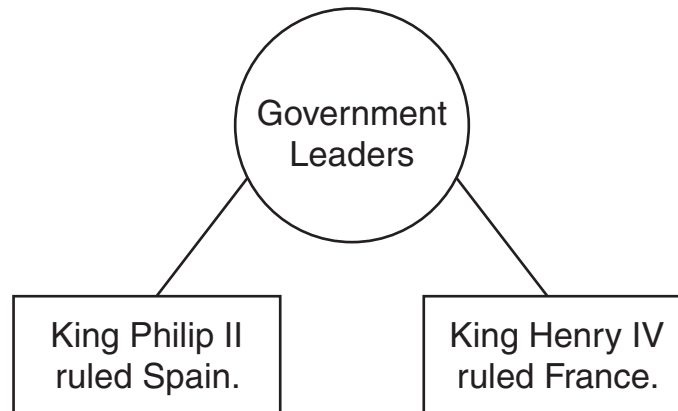 Government
Leaders
King Philip II
ruled Spain.
King Henry IV
ruled France.